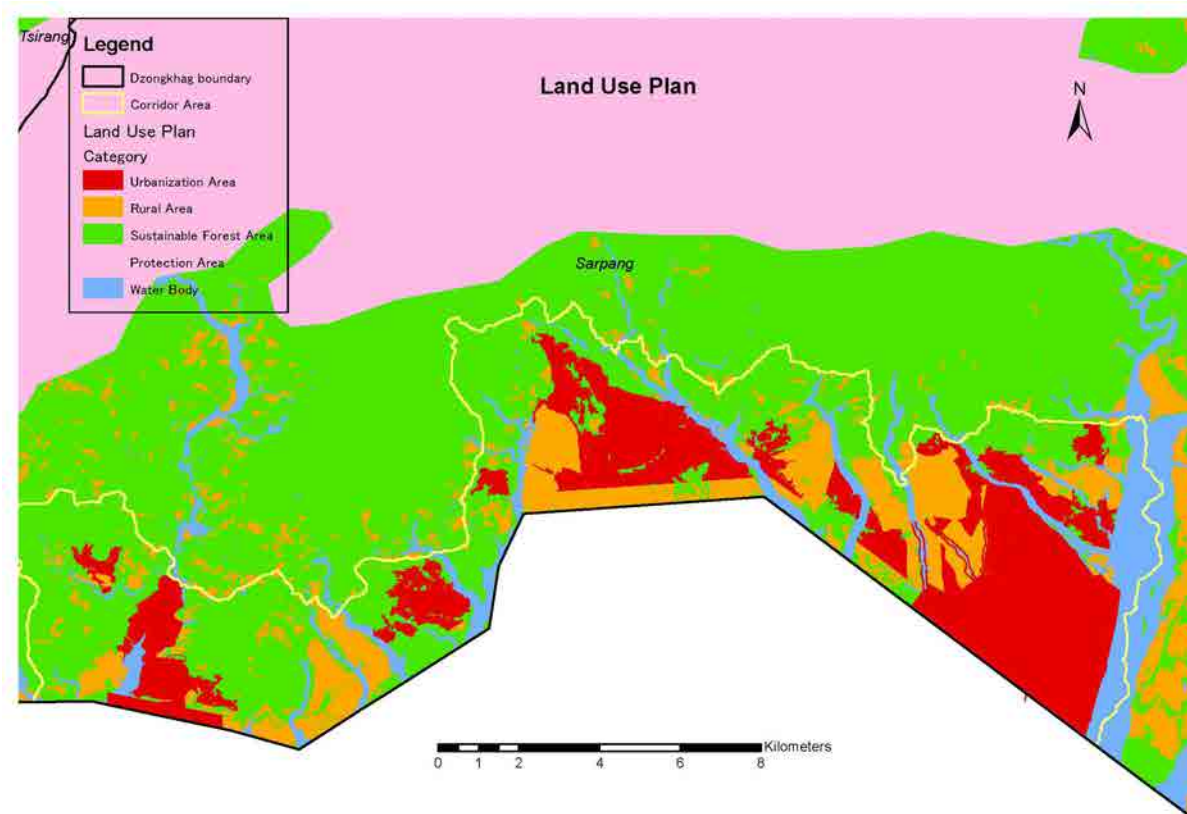 Tsirang
Legend
Dzongkhag boundary
Corridor Area
Land Use Plan
Category
Urbanization Area
Rural Area
Sustainable Forest Area
Protection Area
Water Body
Land Use Plan
N
Sarpang
Kilometers
0 1 2 4 6 8